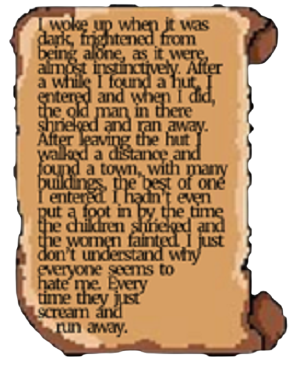 I woke up when it was
dark, frightened from
being alone, as it were,
almost instinctively. After
a while I found a hut, I
entered and when I did,
the old man in there
shrieked and ran away.
After leaving the hut I
walked a distance and
found a town, with many
buildings, the best of one
I entered. I hadn't even
put a foot in by the time
the children shrieked and
the women fainted. I just
don't understand why
everyone seems to
hate me. Every
time they just
scream and
run away.